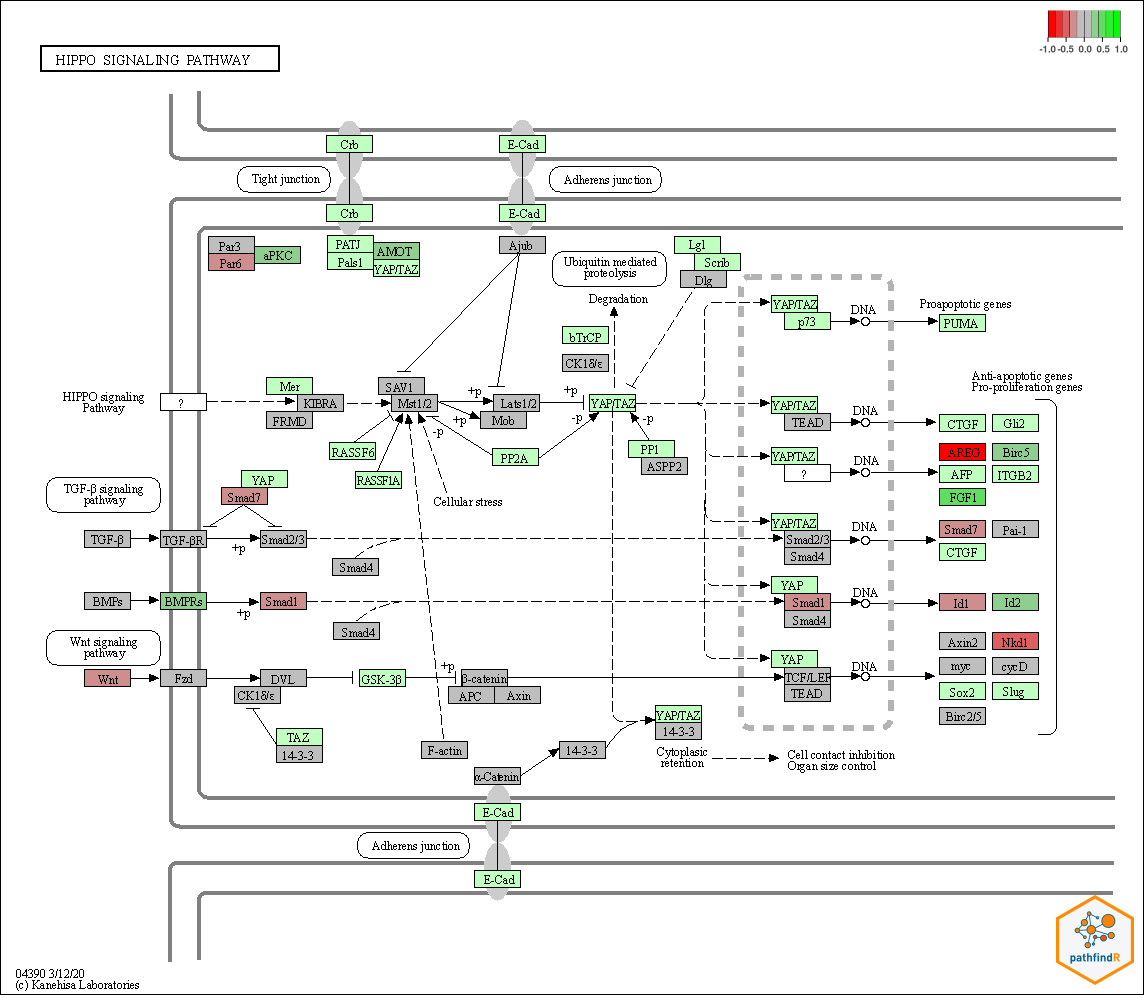 -1.0 -0.5 0.0 0.5 1.0
HIPPO SIGNALING PATHWAY
Crb
E-Cad
Tight junction
Adherens junction
Crb
E-Cad
Par3
Par6
aPKC
PATJ
Pals1
AMOT
YAP/TAZ
Ajub
Ubiquitin mediated
proteolysis
Lgl
Scrib
Dlg
Degradation
YAP/TAZ
p73
DNA
Proapoptotic genes
PUMA
bTrCP
CK1δ/ε
Anti-apoptotic genes
Pro-proliferation genes
HIPPO signaling
Pathway
?
Mer
KIBRA
FRMD
SAV1
Mst1/2
+p
+p
-p
Lats1/2
Mob
+p
-p
YAP/TAZ
-p
YAP/TAZ
TEAD
DNA
CTGF
Gli2
RASSF6
RASSF1A
PP2A
PP1
ASPP2
YAP/TAZ
?
DNA
AREG
Birc5
AFP
ITGB2
FGF1
Cellular stress
TGF-β signaling
pathway
YAP
Smad7
TGF-β
TGF-βR
+p
Smad2/3
Smad4
YAP/TAZ
Smad2/3
Smad4
DNA
Smad7
Pai-1
CTGF
BMPs
BMPRs
+p
Smad1
Smad4
YAP
Smad1
Smad4
DNA
Id1
Id2
Wnt signaling
pathway
Wnt
Fzd
DVL
CK1δ/ε
GSK-3β
+p
β-catenin
APC
Axin
YAP
TCF/LEF
TEAD
DNA
Axin2
Nkd1
myc
cycD
Sox2
Slug
Birc2/5
TAZ
14-3-3
F-actin
14-3-3
YAP/TAZ
14-3-3
Cytoplasic
retention
Cell contact inhibition
Organ size control
α-Catenin
E-Cad
Adherens junction
E-Cad
pathfindR
04390 3/12/20
(c) Kanehisa Laboratories